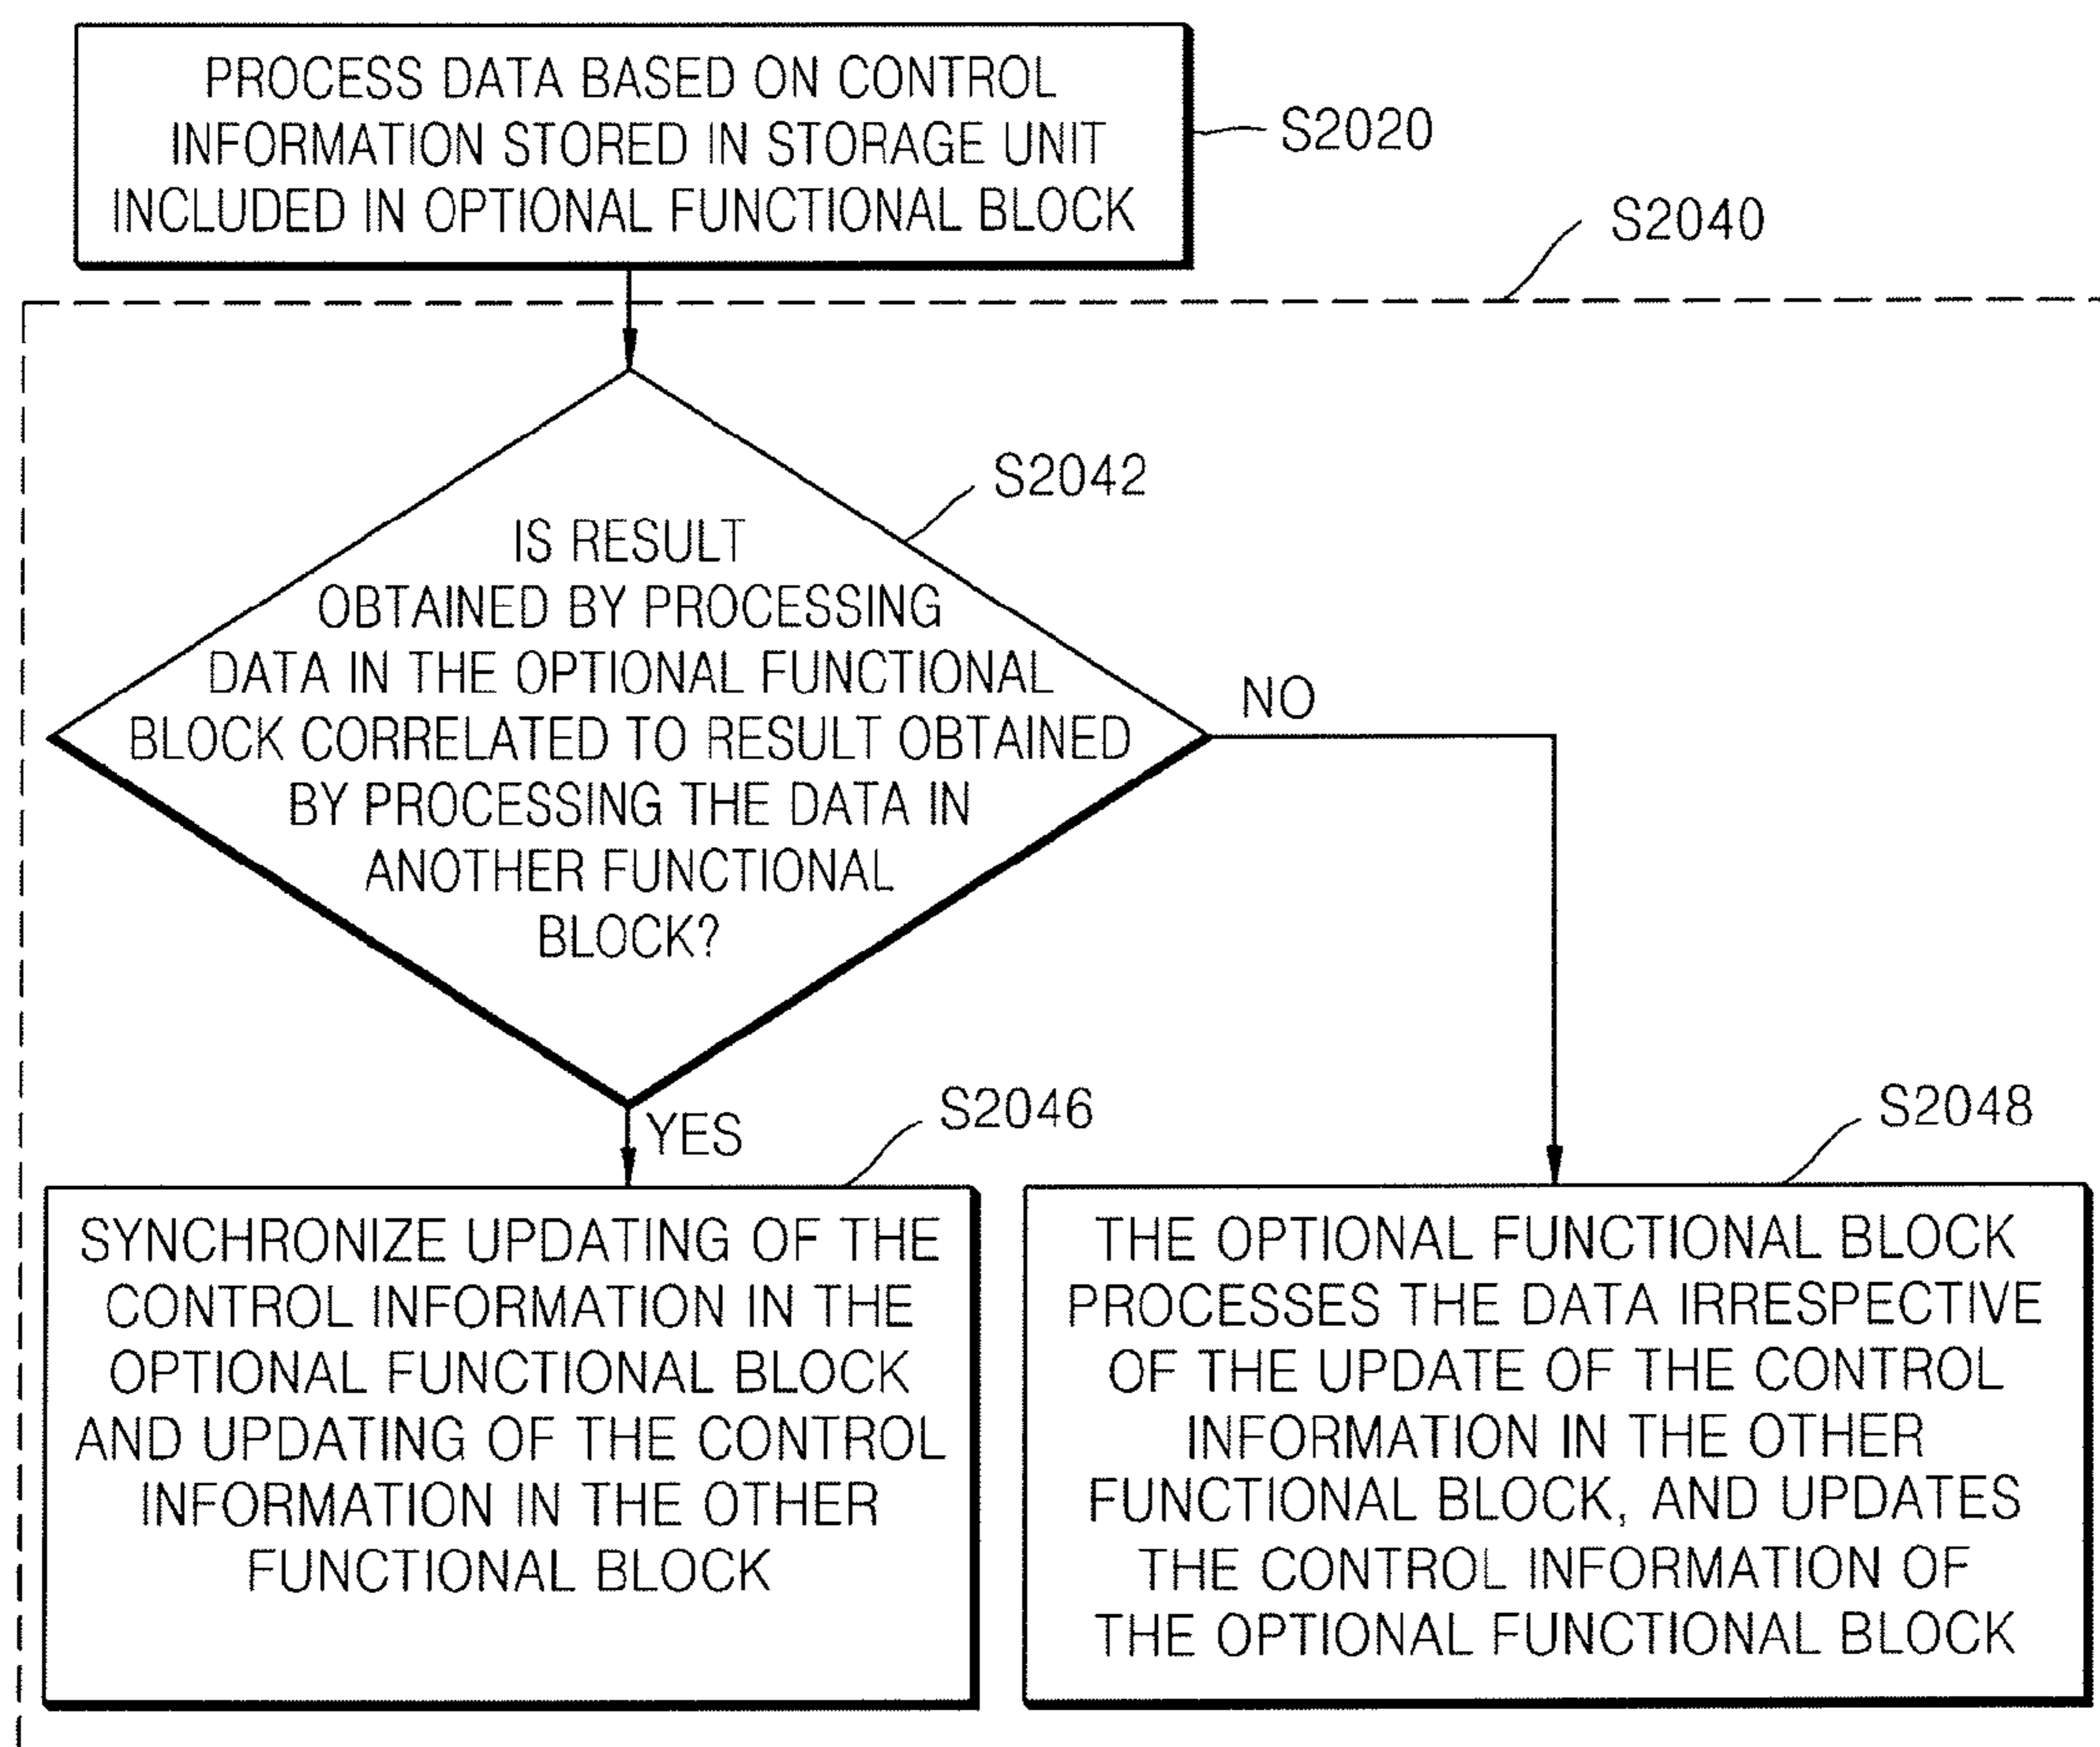 PROCESS DATA BASED ON CONTROL
INFORMATION STORED IN STORAGE UNIT
INCLUDED IN OPTIONAL FUNCTIONAL BLOCK
S2020
S2040
S2042
IS RESULT
OBTAINED BY PROCESSING
DATA IN THE OPTIONAL FUNCTIONAL
BLOCK CORRELATED TO RESULT OBTAINED
BY PROCESSING THE DATA IN
ANOTHER FUNCTIONAL
BLOCK?
NO
YES
S2046
SYNCHRONIZE UPDATING OF THE
CONTROL INFORMATION IN THE
OPTIONAL FUNCTIONAL BLOCK
AND UPDATING OF THE CONTROL
INFORMATION IN THE OTHER
FUNCTIONAL BLOCK
S2048
THE OPTIONAL FUNCTIONAL BLOCK
PROCESSES THE DATA IRRESPECTIVE
OF THE UPDATE OF THE CONTROL
INFORMATION IN THE OTHER
FUNCTIONAL BLOCK, AND UPDATES
THE CONTROL INFORMATION OF
THE OPTIONAL FUNCTIONAL BLOCK